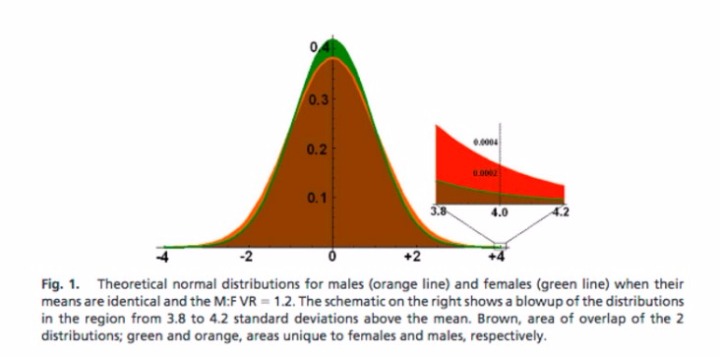 0.4
0.3
0.2
0.1
-4 -2 0 +2 +4
0.0004
0.0002
3.8 4.0 4.2
Fig. 1. Theoretical normal distributions for males (orange line) and females (green line) when their
means are identical and the M:F VR = 1.2. The schematic on the right shows a blowup of the distributions
in the region from 3.8 to 4.2 standard deviations above the mean. Brown, area of overlap of the 2
distributions; green and orange, areas unique to females and males, respectively.